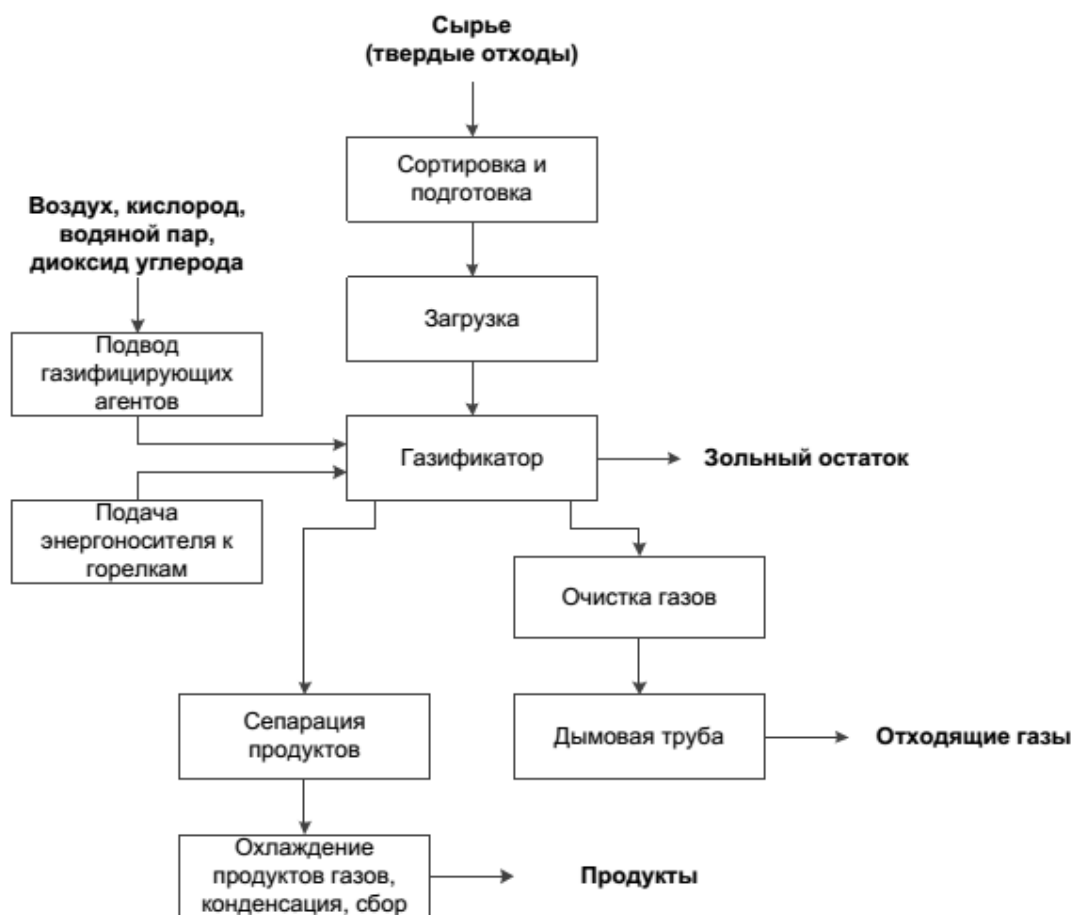 Сырье
(твердые отходы)
Сортировка и
подготовка
Воздух, кислород,
водяной пар,
диоксид углерода
Загрузка
Подвод
газифицирующих
агентов
Газификатор
Зольный остаток
Подача
энергоносителя к
горелкам
Очистка газов
Сепарация
продуктов
Дымовая труба
Отходящие газы
Охлаждение
продуктов газов,
конденсация, сбор
Продукты